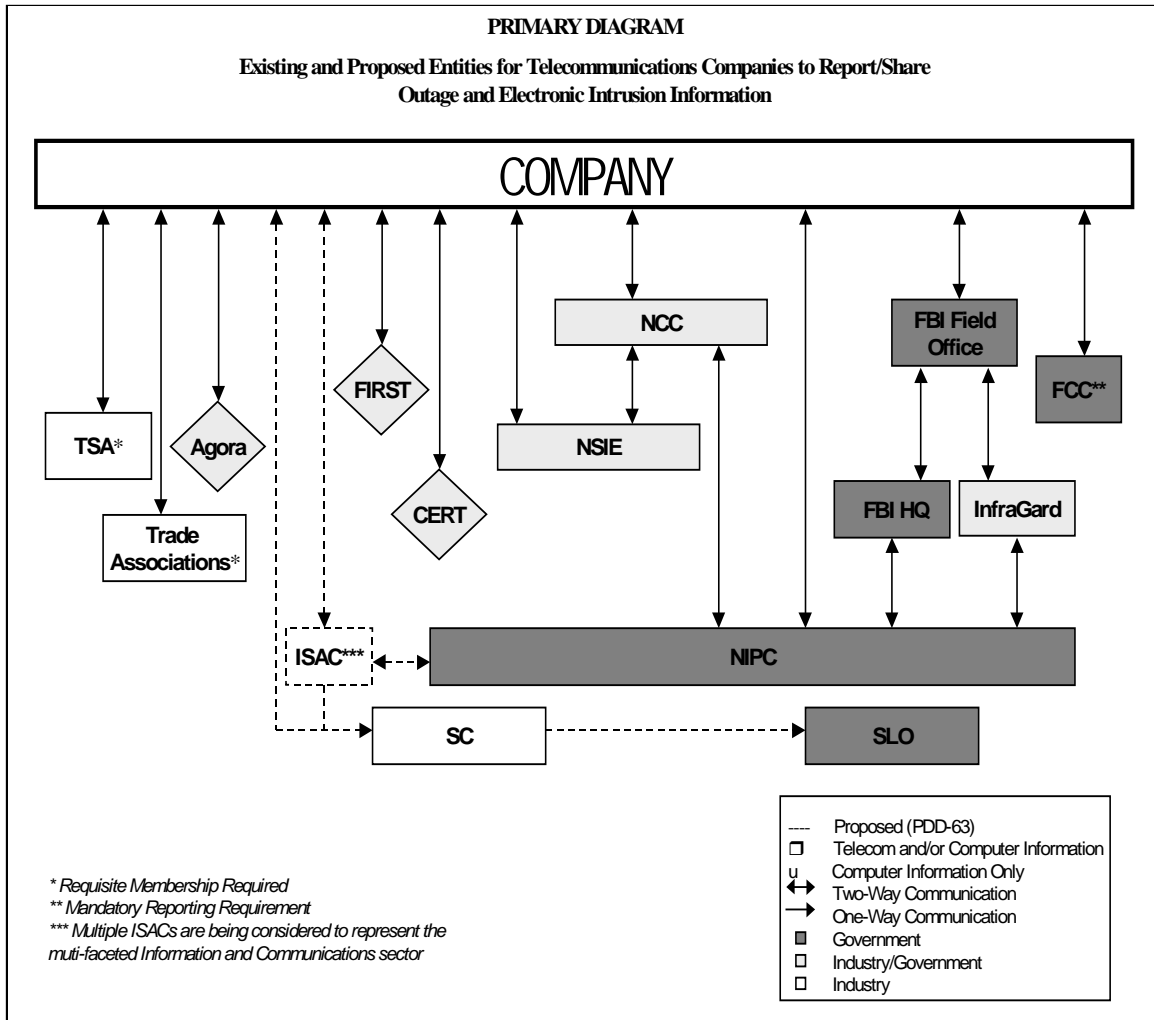 PRIMARY DIAGRAM
Existing and Proposed Entities for Telecommunications Companies to Report/Share
Outage and Electronic Intrusion Information
COMPANY
NCC
FBI Field
Office
FIRST
FCC**
TSA*
Agora
NSIE
CERT
FBI HQ
InfraGard
Trade
Associations*
ISAC***
NIPC
SC
SLO
---- Proposed (PDD-63)
Telecom and/or Computer Information
u Computer Information Only
Two-Way Communication
One-Way Communication
Government
Industry/Government
Industry
* Requisite Membership Required
** Mandatory Reporting Requirement
*** Multiple ISACs are being considered to represent the
muti-faceted Information and Communications sector